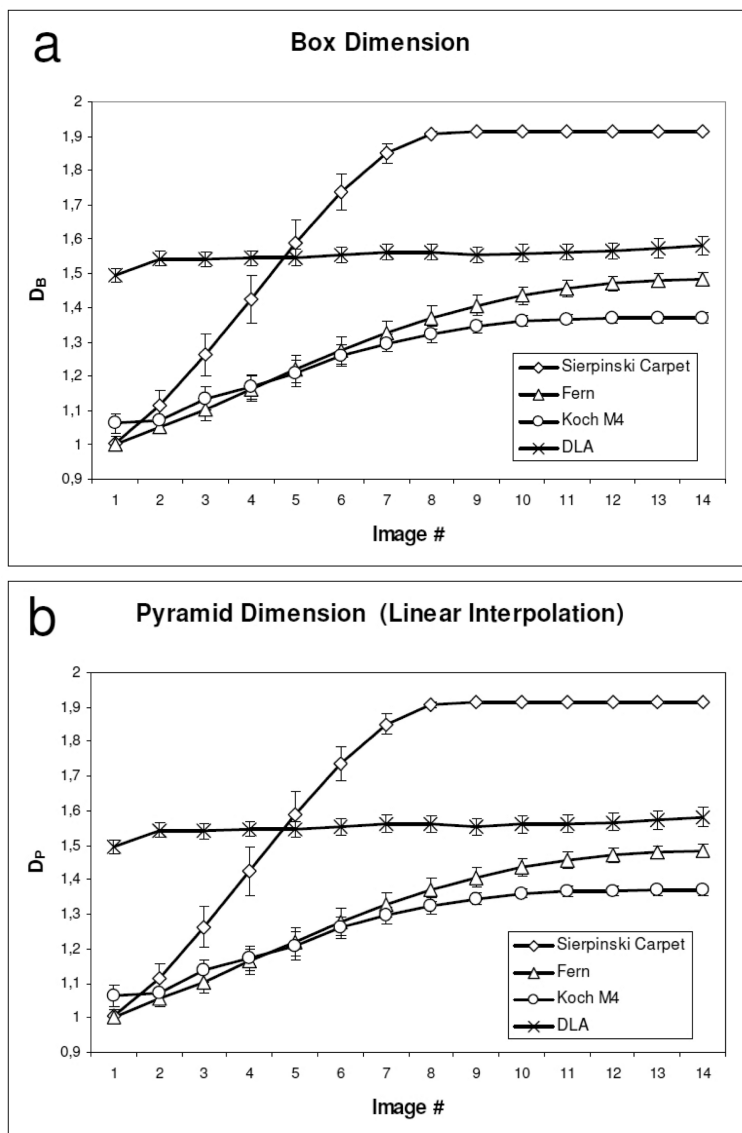 a
Box Dimension
2
1,9
1,8
1,7
1,6
1,5
1,4
1,3
1,2
1,1
1
0,9
DB
1 2 3 4 5 6 7 8 9 10 11 12 13 14
Image #
Sierpinski Carpet
Fern
Koch M4
DLA
b
Pyramid Dimension (Linear Interpolation)
2
1,9
1,8
1,7
1,6
1,5
1,4
1,3
1,2
1,1
1
0,9
DP
1 2 3 4 5 6 7 8 9 10 11 12 13 14
Image #
Sierpinski Carpet
Fern
Koch M4
DLA